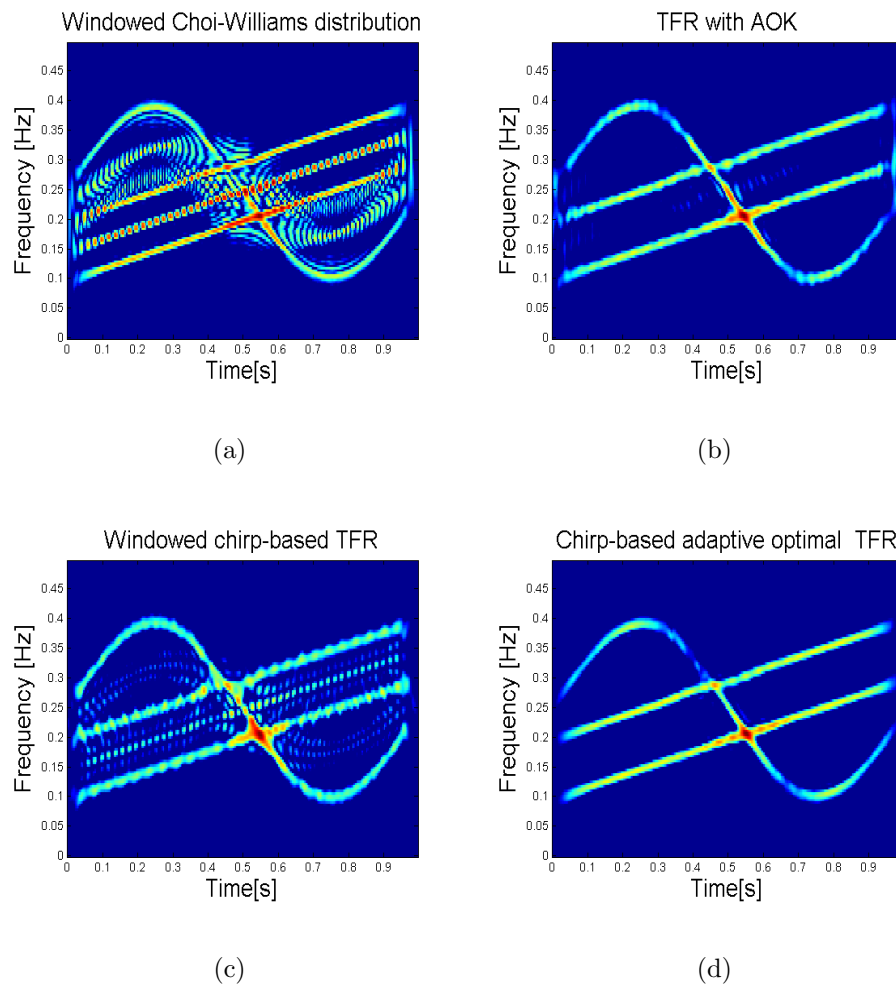 Windowed Choi-Williams distribution
Frequency [Hz]
0.45
0.4
0.35
0.3
0.25
0.2
0.15
0.1
0.05
0
0 0.1 0.2 0.3 0.4 0.5 0.6 0.7 0.8 0.9
Time[s]
(a)
TFR with AOK
Frequency [Hz]
0.45
0.4
0.35
0.3
0.25
0.2
0.15
0.1
0.05
0
0 0.1 0.2 0.3 0.4 0.5 0.6 0.7 0.8 0.9
Time[s]
(b)
Windowed chirp-based TFR
Frequency [Hz]
0.45
0.4
0.35
0.3
0.25
0.2
0.15
0.1
0.05
0
0 0.1 0.2 0.3 0.4 0.5 0.6 0.7 0.8 0.9
Time[s]
(c)
Chirp-based adaptive optimal TFR
Frequency [Hz]
0.45
0.4
0.35
0.3
0.25
0.2
0.15
0.1
0.05
0
0 0.1 0.2 0.3 0.4 0.5 0.6 0.7 0.8 0.9
Time[s]
(d)